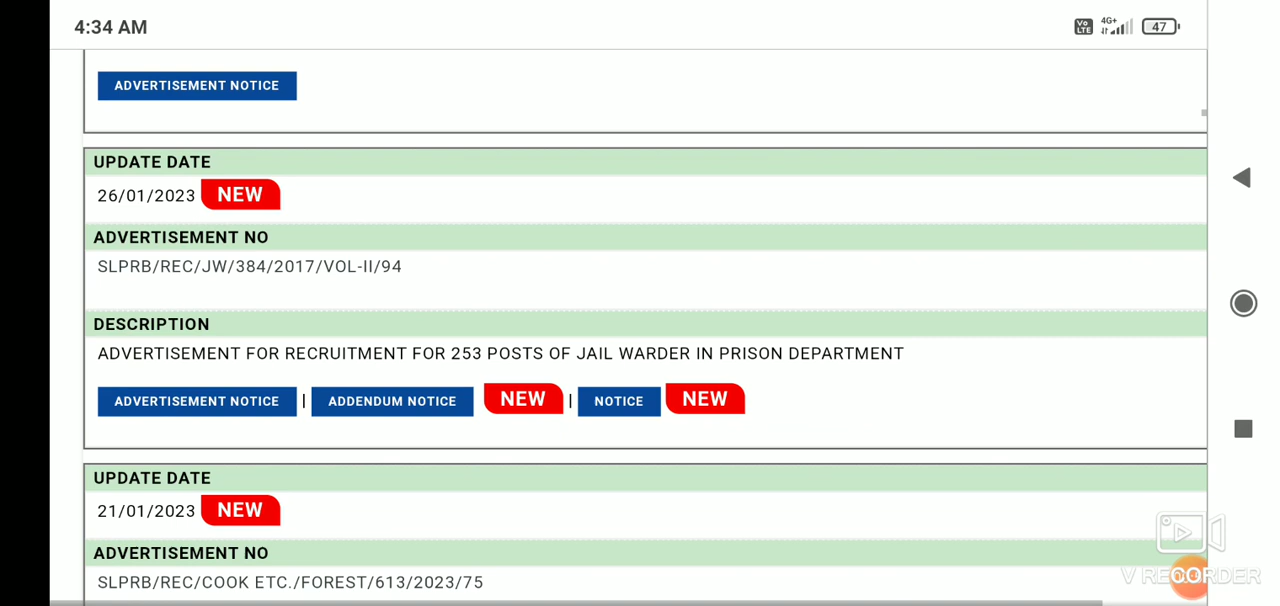 4:34 AM
Vo LTE 4G+ 47
ADVERTISEMENT NOTICE
UPDATE DATE
26/01/2023 NEW
ADVERTISEMENT NO
SLPRB/REC/JW/384/2017/VOL-II/94
DESCRIPTION
ADVERTISEMENT FOR RECRUITMENT FOR 253 POSTS OF JAIL WARDER IN PRISON DEPARTMENT
ADVERTISEMENT NOTICE | ADDENDUM NOTICE NEW | NOTICE NEW
UPDATE DATE
21/01/2023 NEW
ADVERTISEMENT NO
SLPRB/REC/COOK ETC./FOREST/613/2023/75
V RECORDER